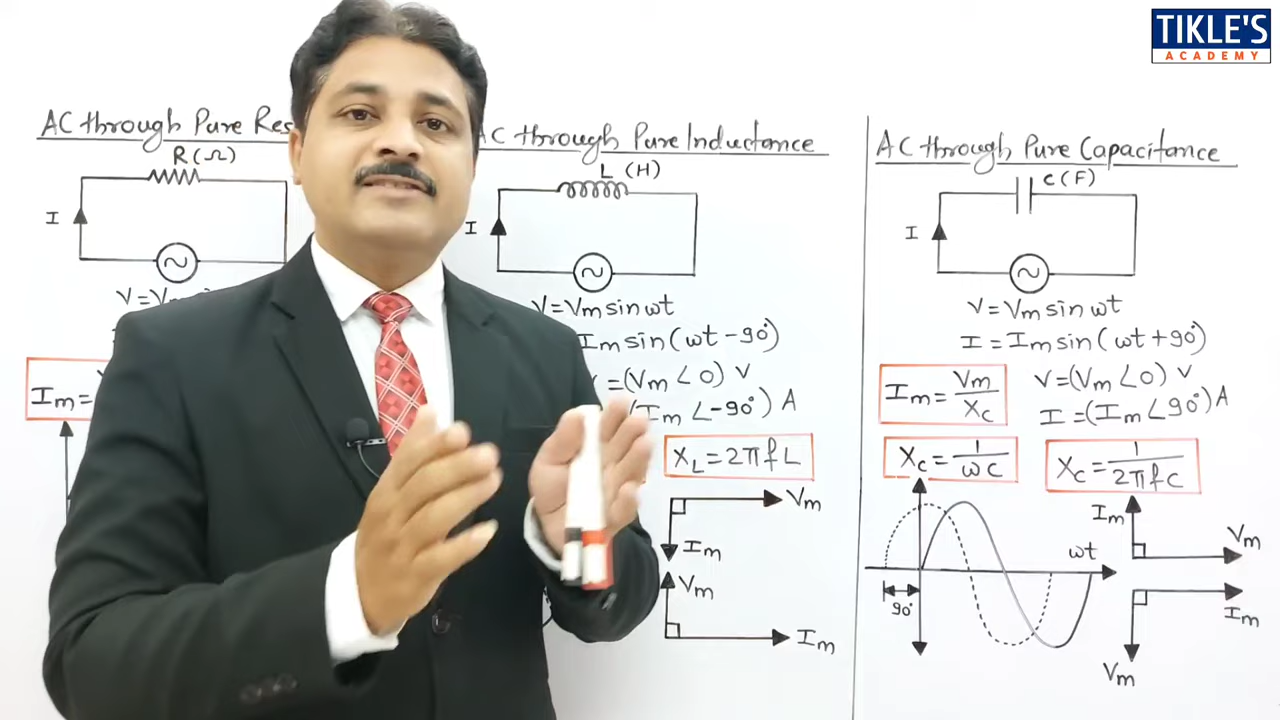 TIKLE'S
ACADEMY
AC through Pure
R(Ω)
I
V=
Im=
AC through Pure Inductance
L (H)
I
V=Vm sin ωt
Im sin(ωt-90°)
=(Vm∠0) V
(Im∠-90°) A
XL=2πfL
Vm
Im
Vm
Im
AC through Pure Capacitance
C(F)
I
V=Vm sin ωt
I=Im sin(ωt+90°)
Im=Vm/Xc
V=(Vm∠0) V
I=(Im∠90°)A
Xc=1/ωC
Xc=1/2πfC
90°
ωt
Im
Vm
Im
Vm